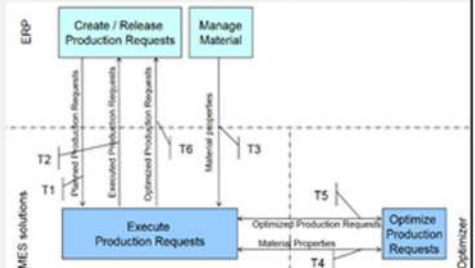 ERP
Create / Release
Production Requests
Manage
Material
Planned Production Requests
Executed Production Requests
Optimized Production Requests
Material properties
T2
T1
T6
T3
MES solutions
Execute
Production Requests
T5
Optimized Production Requests
Material Properties
T4
Optimize
Production
Requests
Optimizer